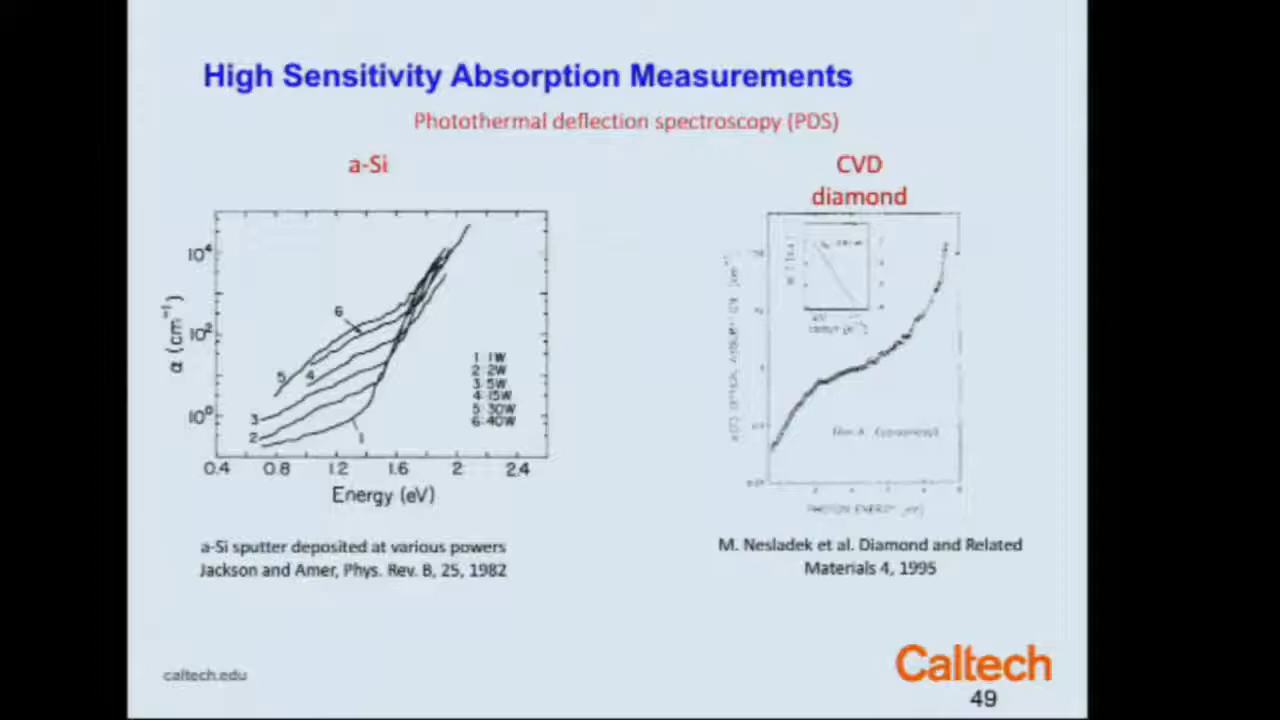 High Sensitivity Absorption Measurements
Photothermal deflection spectroscopy (PDS)
a-Si
CVD
diamond
10⁴
10²
10⁰
α (cm⁻¹)
6
5
4
3
2
1
1 1W
2 2W
3 5W
4 15W
5 30W
6 40W
0.4 0.8 1.2 1.6 2 2.4
Energy (eV)
PHOTON ENERGY
a-Si sputter deposited at various powers
Jackson and Amer, Phys. Rev. B, 25, 1982
M. Nesladek et al. Diamond and Related
Materials 4, 1995
caltech.edu
Caltech
49